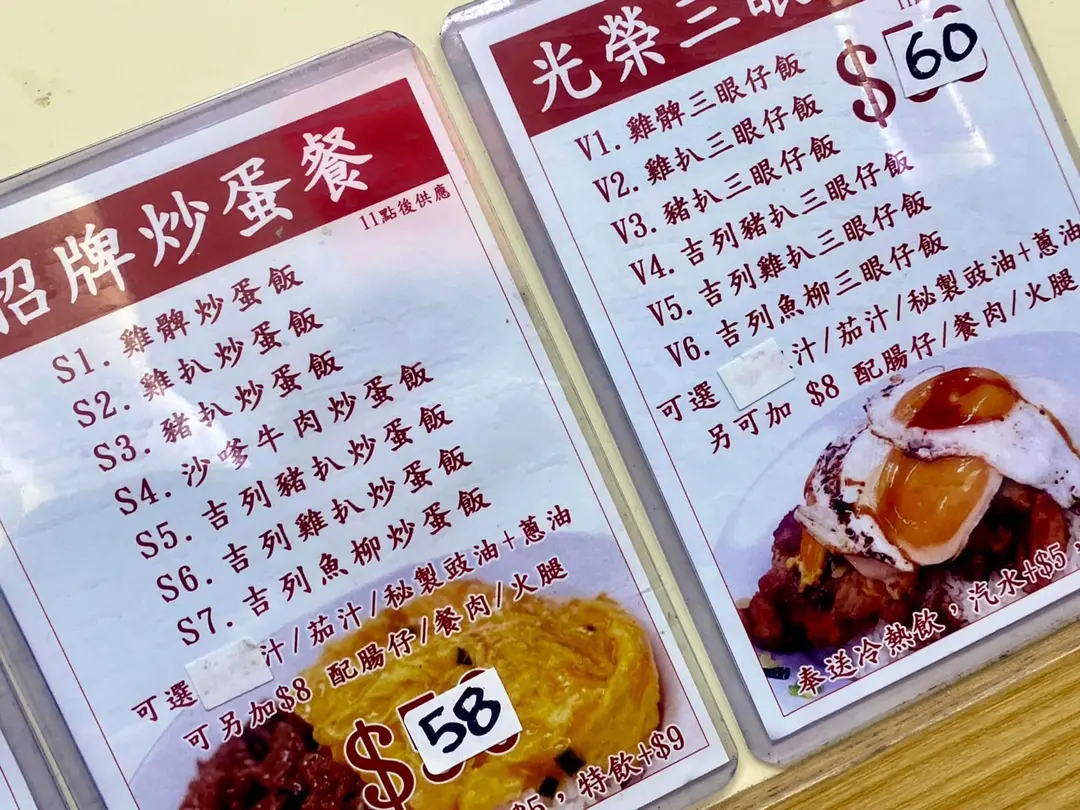 招牌炒蛋餐
11點後供應
S1. 雞髀炒蛋飯
S2. 雞扒炒蛋飯
S3. 豬扒炒蛋飯
S4. 沙嗲牛肉炒蛋飯
S5. 吉列豬扒炒蛋飯
S6. 吉列雞扒炒蛋飯
S7. 吉列魚柳炒蛋飯
可選 汁/茄汁/秘製豉油+蔥油
可另加$8 配腸仔/餐肉/火腿
$58
$5，特飲+$9
光榮三眼
$60
V1. 雞髀三眼仔飯
V2. 雞扒三眼仔飯
V3. 豬扒三眼仔飯
V4. 吉列豬扒三眼仔飯
V5. 吉列雞扒三眼仔飯
V6. 吉列魚柳三眼仔飯
可選 汁/茄汁/秘製豉油+蔥油
另可加 $8 配腸仔/餐肉/火腿
奉送冷熱飲，汽水+$5